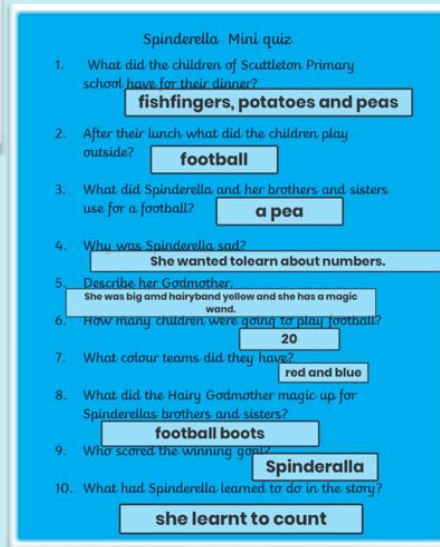 Spinderella Mini quiz
1. What did the children of Scuttleton Primary
school have for their dinner?
fishfingers, potatoes and peas
2. After their lunch what did the children play
outside?
football
3. What did Spinderella and her brothers and sisters
use for a football?
a pea
4. Why was Spinderella sad?
She wanted tolearn about numbers.
5. Describe her Godmother.
She was big amd hairyband yellow and she has a magic
wand.
6. How many children were going to play football?
20
7. What colour teams did they have?
red and blue
8. What did the Hairy Godmother magic up for
Spinderellas brothers and sisters?
football boots
9. Who scored the winning goal?
Spinderalla
10. What had Spinderella learned to do in the story?
she learnt to count